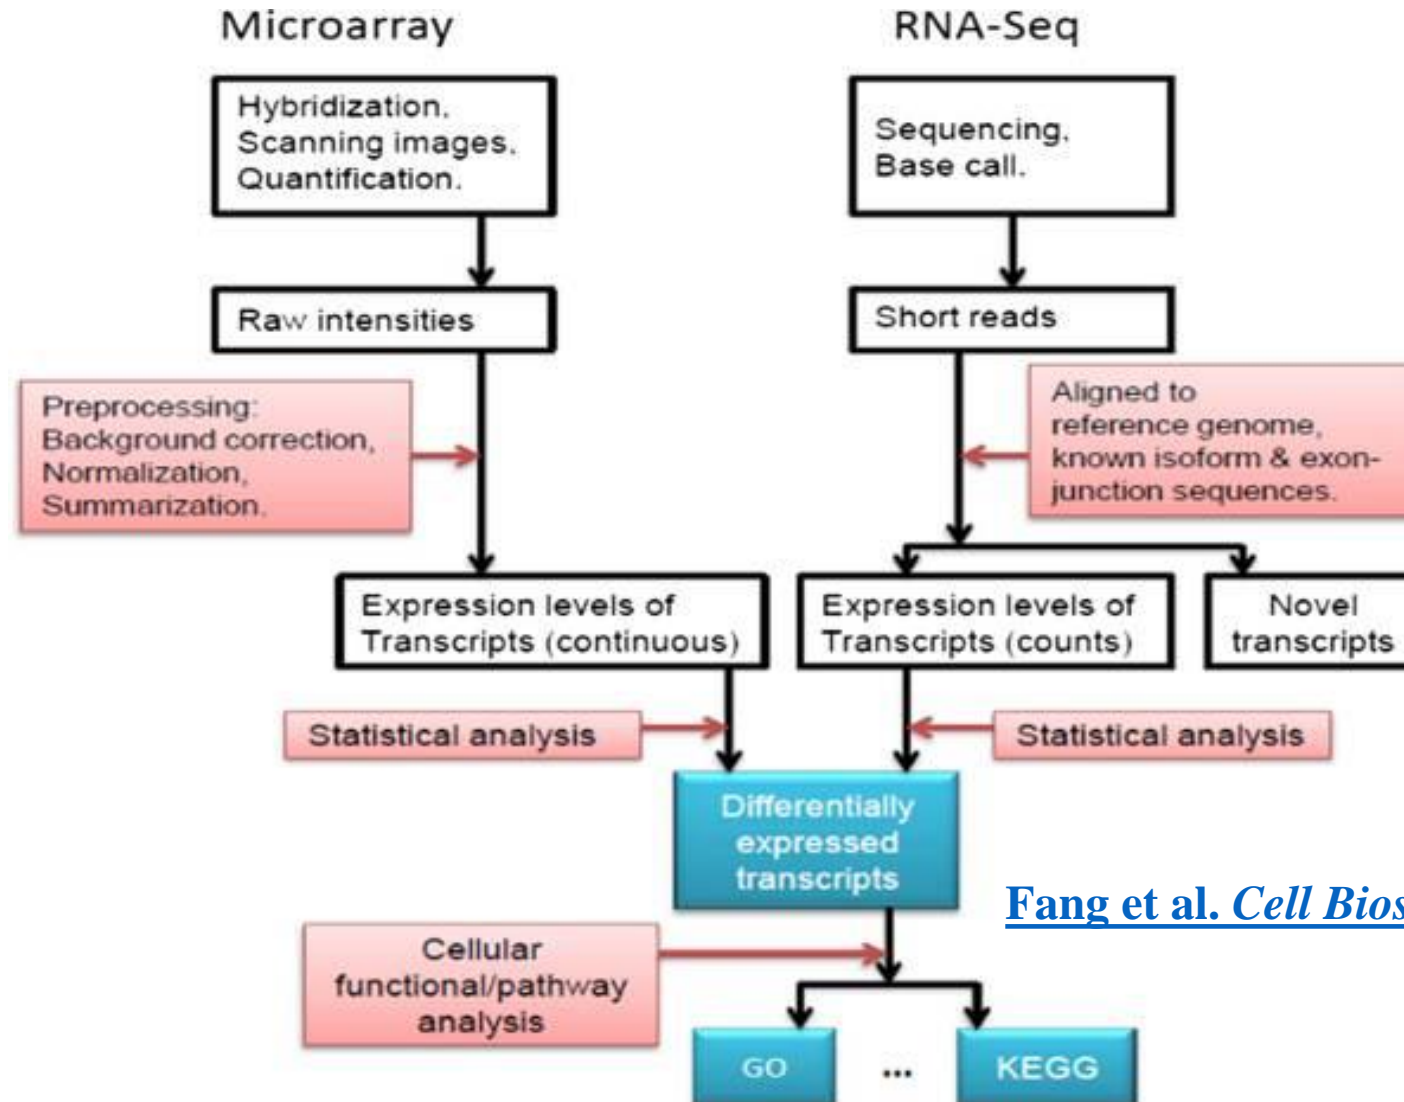 Microarray
RNA-Seq
Hybridization.
Scanning images.
Quantification.
Sequencing.
Base call.
Raw intensities
Short reads
Preprocessing:
Background correction,
Normalization,
Summarization.
Aligned to
reference genome,
known isoform & exon-
junction sequences.
Expression levels of
Transcripts (continuous)
Expression levels of
Transcripts (counts)
Novel
transcripts
Statistical analysis
Statistical analysis
Differentially
expressed
transcripts
Fang et al. Cell Bios
Cellular
functional/pathway
analysis
GO
...
KEGG